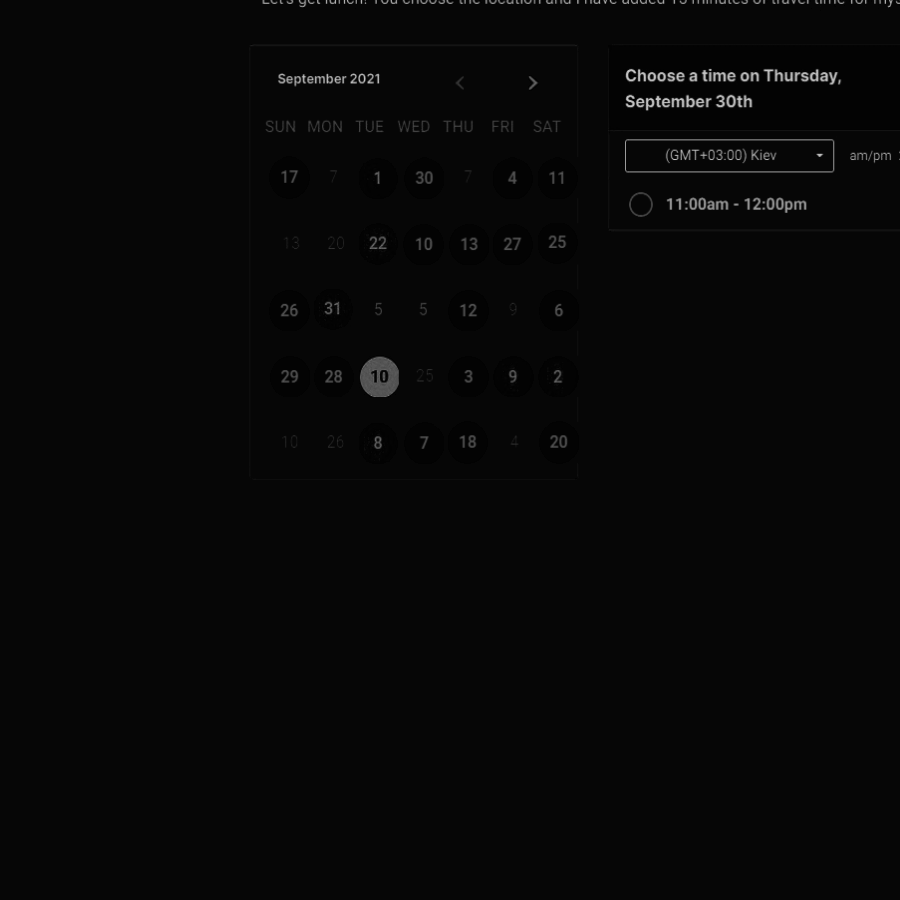 Let's get lunch! You choose the location and I have added 15 minutes of travel time for
September 2021
SUN MON TUE WED THU FRI SAT
17 7 1 30 7 4 11
13 20 22 10 13 27 25
26 31 5 5 12 9 6
29 28 10 25 3 9 2
10 26 8 7 18 4 20
Choose a time on Thursday,
September 30th
(GMT+03:00) Kiev am/pm
11:00am - 12:00pm